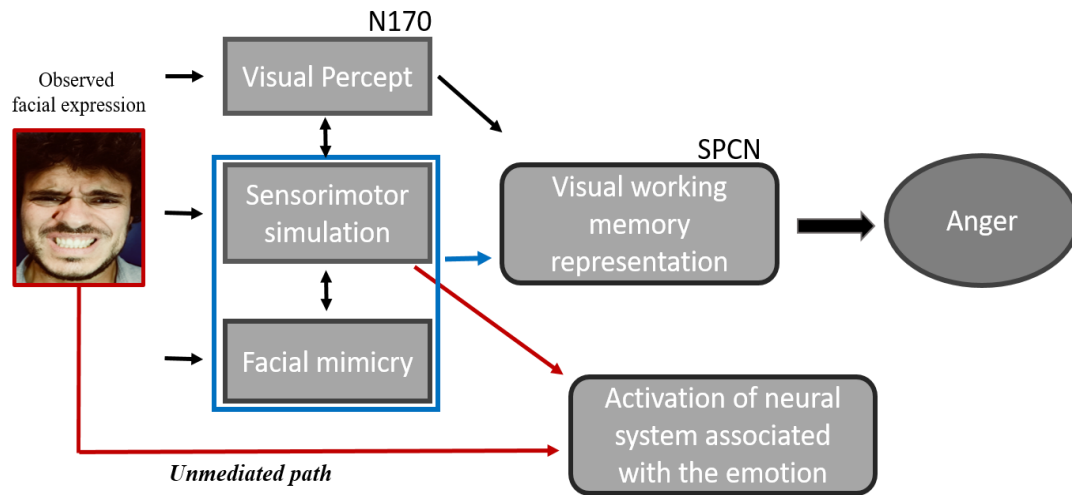 N170
Observed
facial expression
Visual Percept
SPCN
Sensorimotor
simulation
Visual working
memory
representation
Anger
Facial mimicry
Activation of neural
system associated
with the emotion
Unmediated path